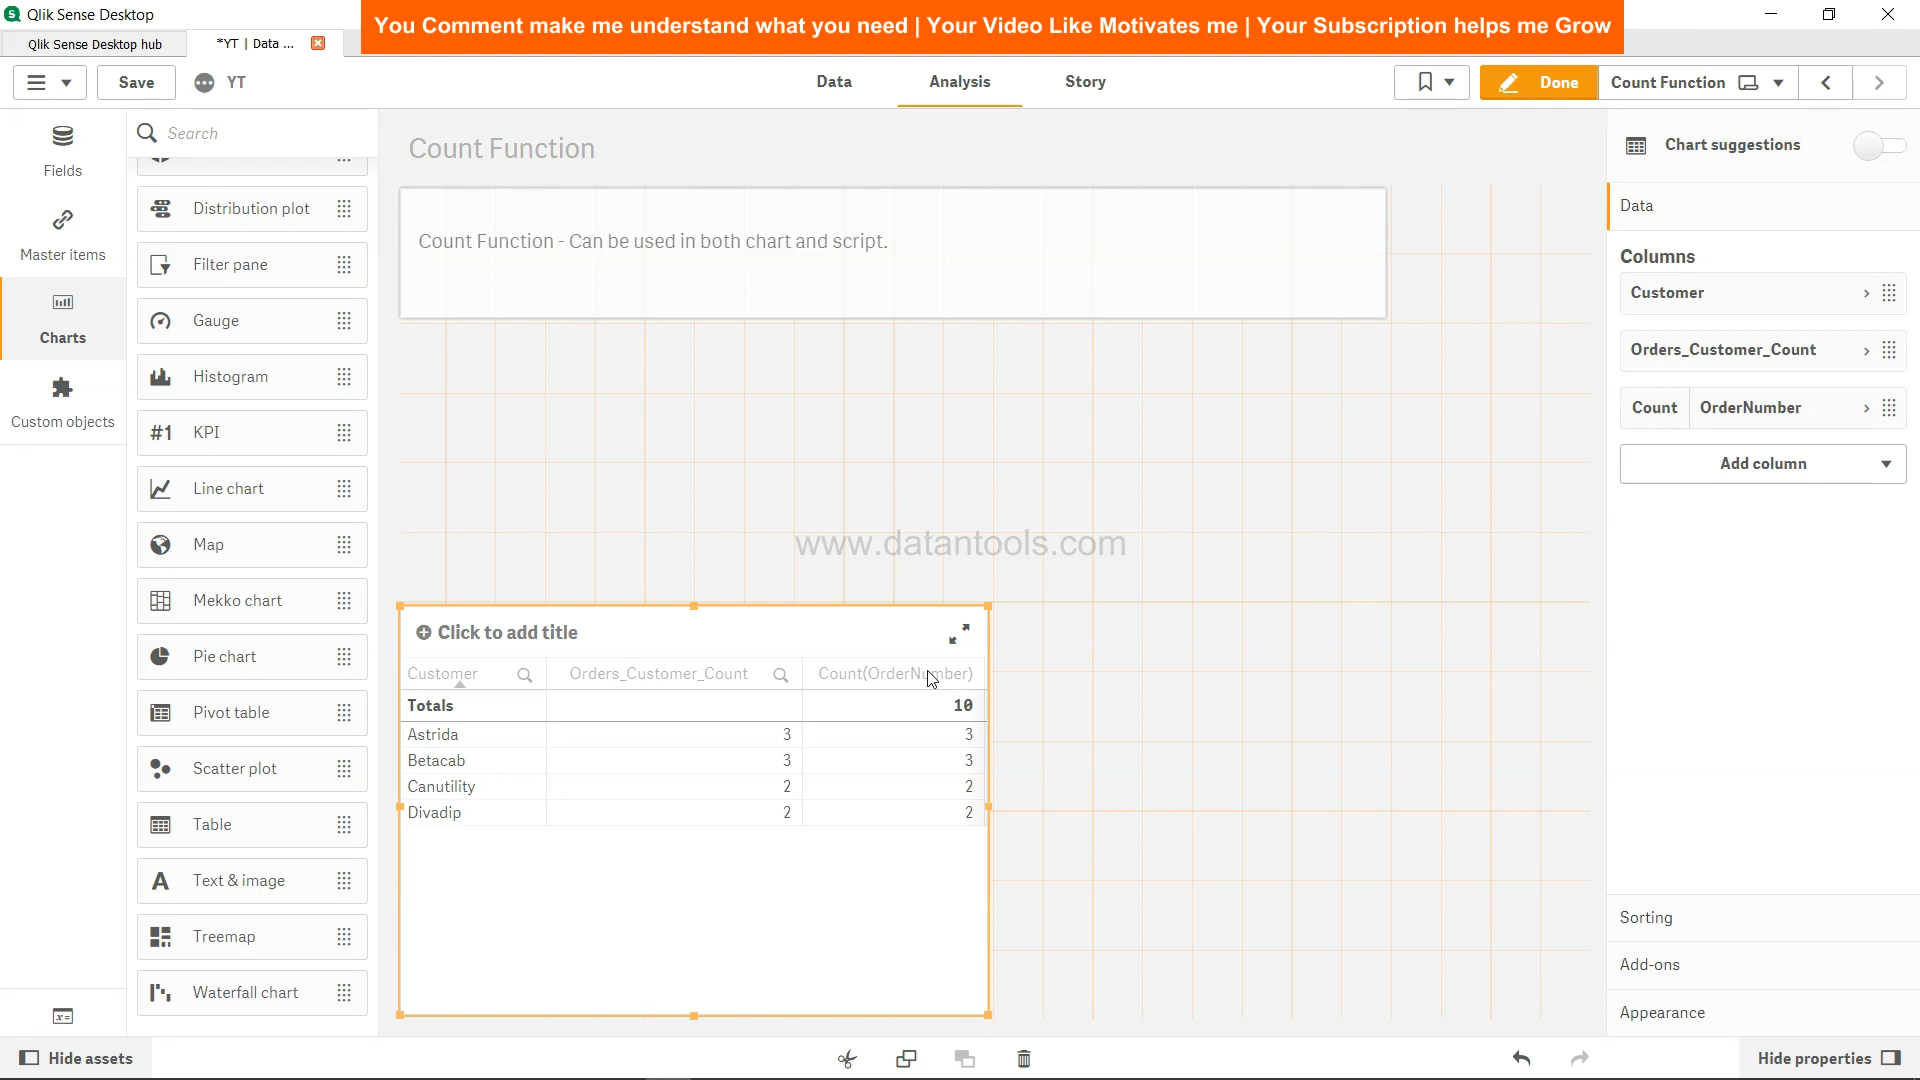 Qlik Sense Desktop
You Comment make me understand what you need | Your Video Like Motivates me | Your Subscription helps me Grow
Qlik Sense Desktop hub
*YT | Data ...
Save
YT
Data
Analysis
Story
Done
Count Function
Fields
Master items
Charts
Custom objects
Search
Distribution plot
Filter pane
Gauge
Histogram
#1 KPI
Line chart
Map
Mekko chart
Pie chart
Pivot table
Scatter plot
Table
A Text & image
Treemap
Waterfall chart
Count Function
Count Function - Can be used in both chart and script.
www.datantools.com
Click to add title
Customer Orders_Customer_Count Count(OrderNumber)
Totals 10
Astrida 3 3
Betacab 3 3
Canutility 2 2
Divadip 2 2
Chart suggestions
Data
Columns
Customer
Orders_Customer_Count
Count OrderNumber
Add column
Sorting
Add-ons
Appearance
Hide assets
Hide properties